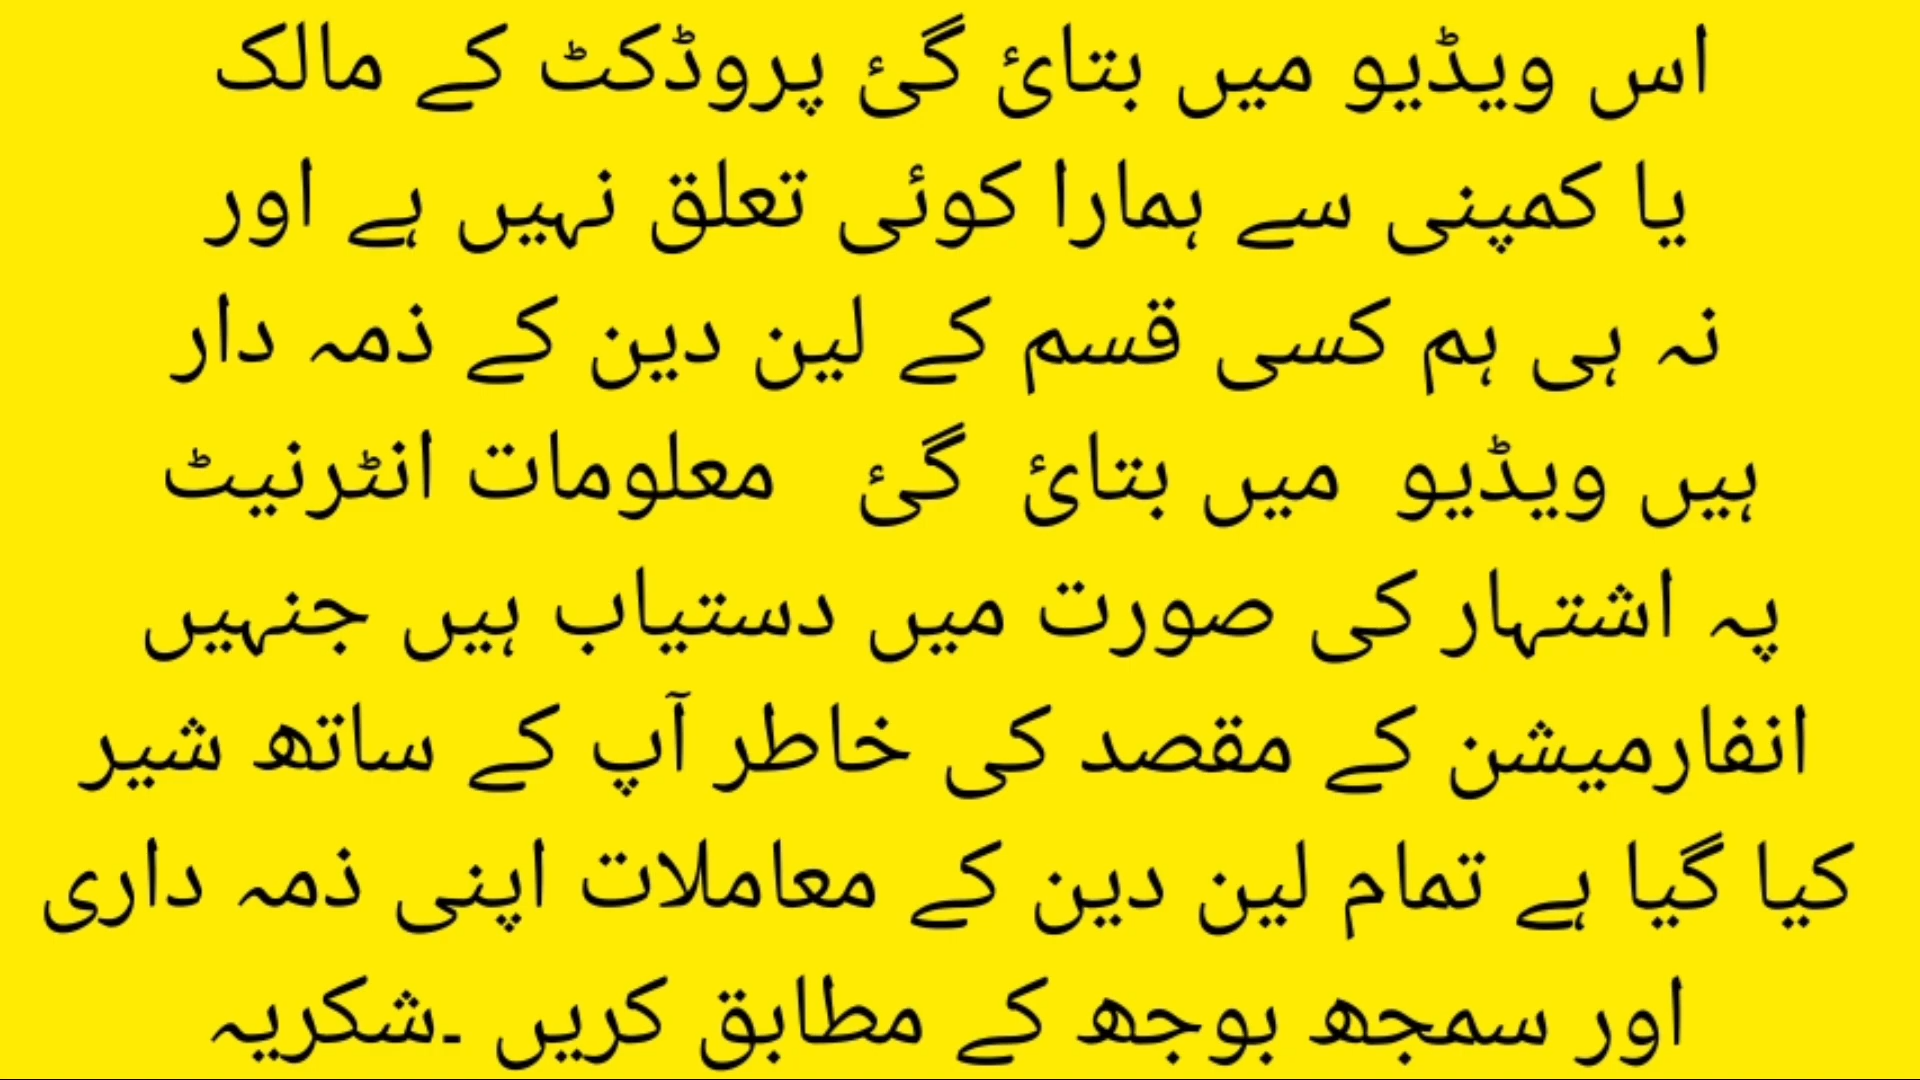 اس ویڈیو میں بتائ گئ پروڈکٹ کے مالک
یا کمپنی سے ہمارا کوئی تعلق نہیں ہے اور
نہ ہی ہم کسی قسم کے لین دین کے ذمہ دار
ہیں ویڈیو میں بتائ گئ معلومات انٹرنیٹ
پہ اشتہار کی صورت میں دستیاب ہیں جنہیں
انفارمیشن کے مقصد کی خاطر آپ کے ساتھ شیر
کیا گیا ہے تمام لین دین کے معاملات اپنی ذمہ داری
اور سمجھ بوجھ کے مطابق کریں ۔شکریہ